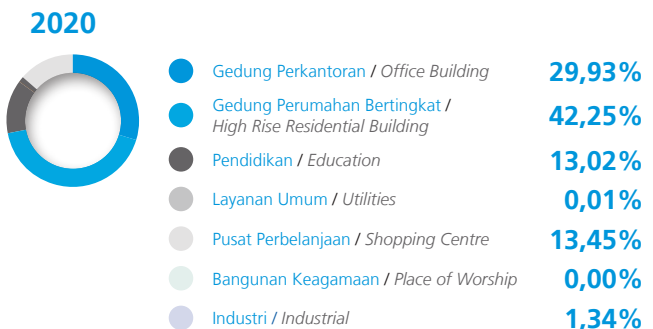 2020
Gedung Perkantoran / Office Building 29,93%
Gedung Perumahan Bertingkat /
High Rise Residential Building 42,25%
Pendidikan / Education 13,02%
Layanan Umum / Utilities 0,01%
Pusat Perbelanjaan / Shopping Centre 13,45%
Bangunan Keagamaan / Place of Worship 0,00%
Industri / Industrial 1,34%